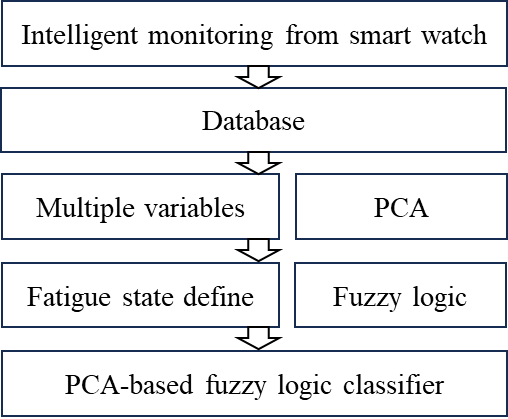 Intelligent monitoring from smart watch
Database
Multiple variables
PCA
Fatigue state define
Fuzzy logic
PCA-based fuzzy logic classifier